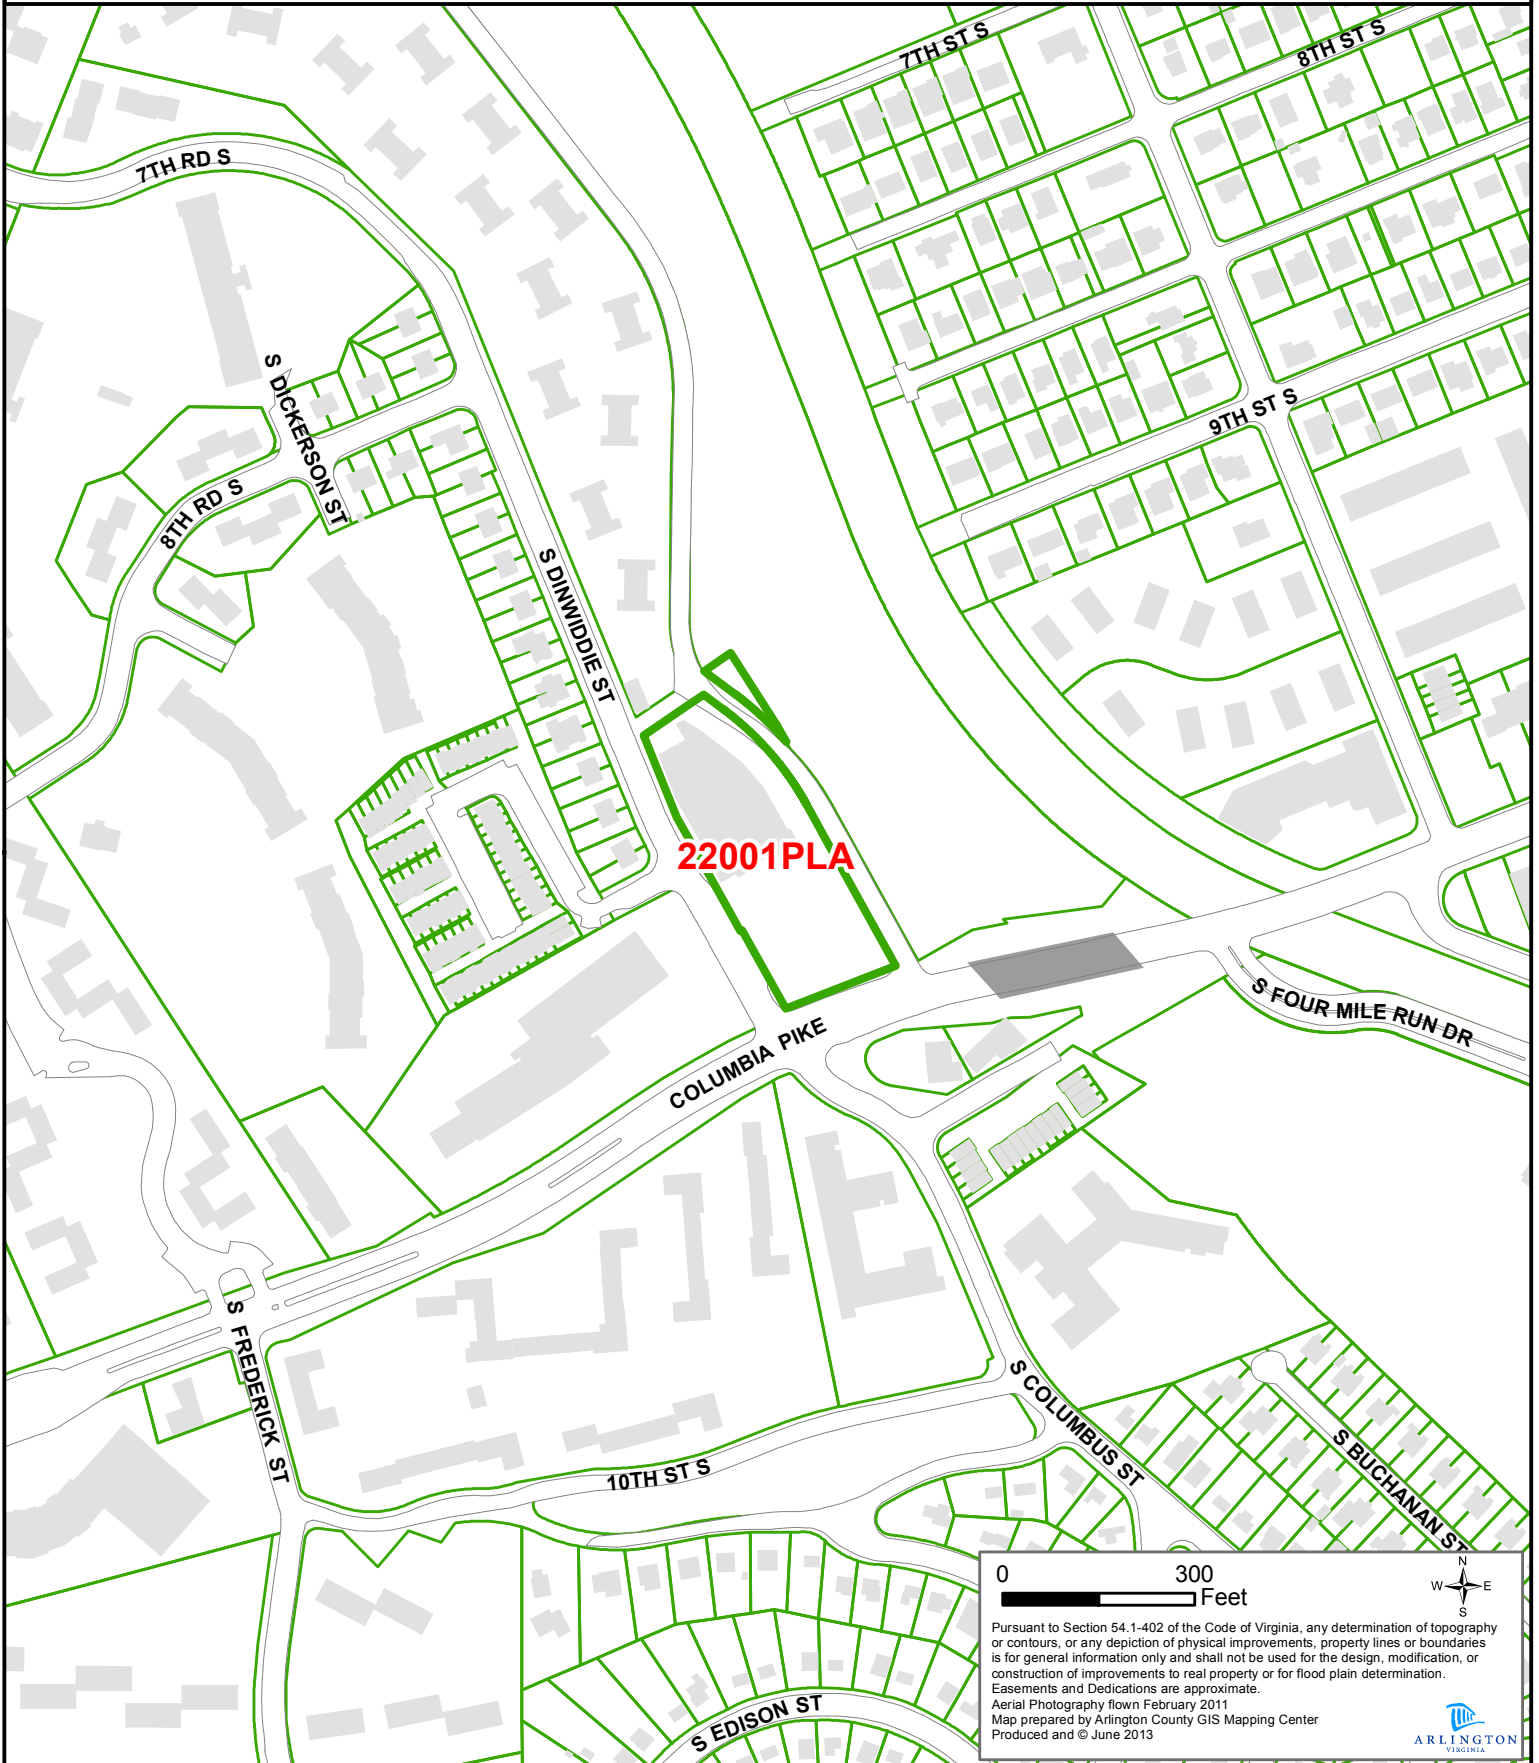 7TH ST S
8TH ST S
7TH RD S
S DICKERSON ST
9TH ST S
8TH RD S
S DINWIDDIE ST
22001PLA
S FOUR MILE RUN DR
COLUMBIA PIKE
S FREDERICK ST
S COLUMBUS ST
S BUCHANAN ST
10TH ST S
S EDISON ST
0 300
Feet
N
W E
S
Pursuant to Section 54.1-402 of the Code of Virginia, any determination of topography
or contours, or any depiction of physical improvements, property lines or boundaries
is for general information only and shall not be used for the design, modification, or
construction of improvements to real property or for flood plain determination.
Easements and Dedications are approximate.
Aerial Photography flown February 2011
Map prepared by Arlington County GIS Mapping Center
Produced and © June 2013
ARLINGTON
VIRGINIA